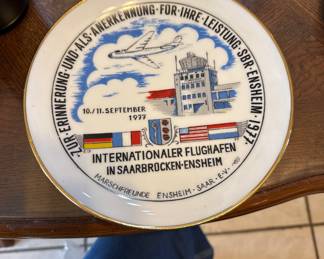 ·ZUR·ERINNERUNG·UND·ALS·ANERKENNUNG·FÜR·IHRE·LEISTUNG·SBR·ENSHEIM·1977·
10./11. SEPTEMBER
1977
INTERNATIONALER FLUGHAFEN
IN SAARBRÜCKEN-ENSHEIM
MARSCHFREUNDE ENSHEIM-SAAR·E·V·